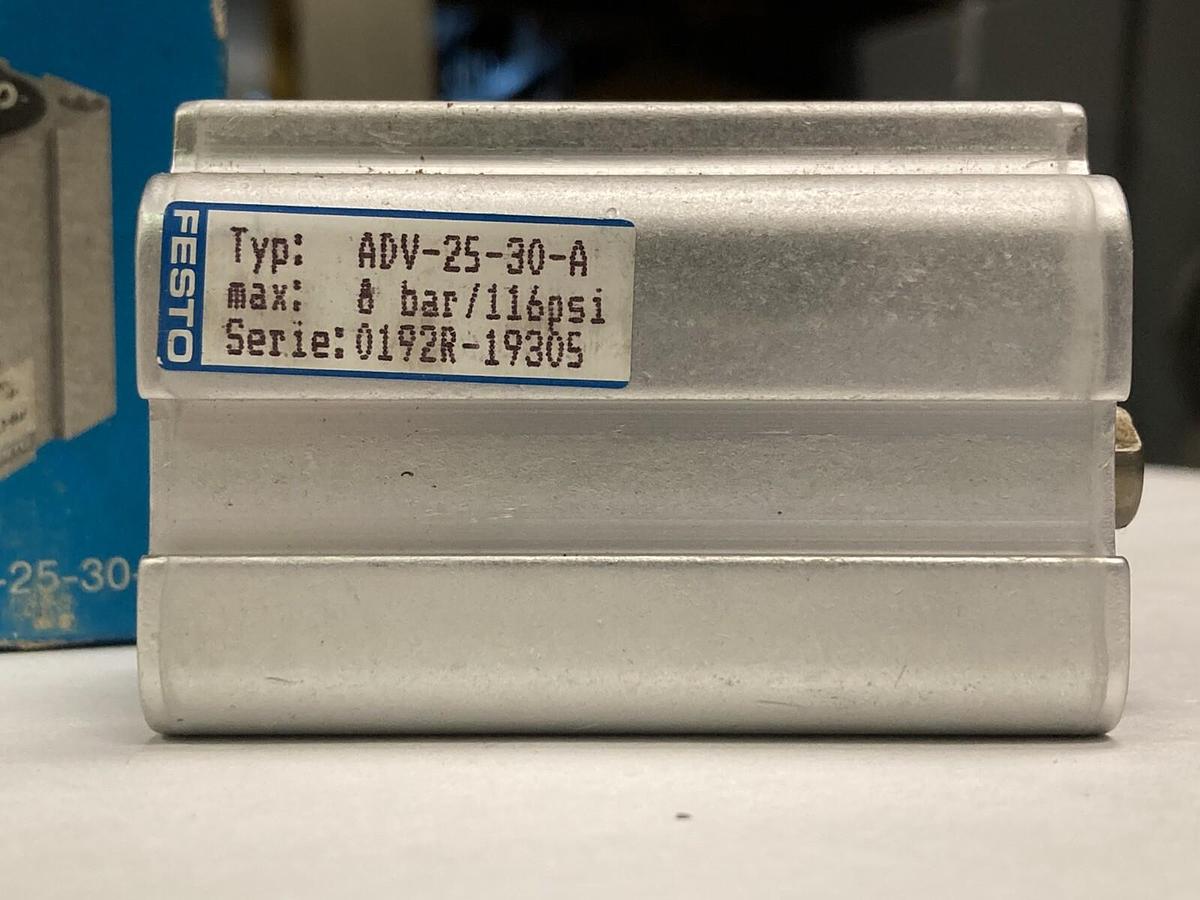 FESTO
Typ: ADV-25-30-A
max: 8 bar/116psi
Serie: 0192R-19305
-25-30-